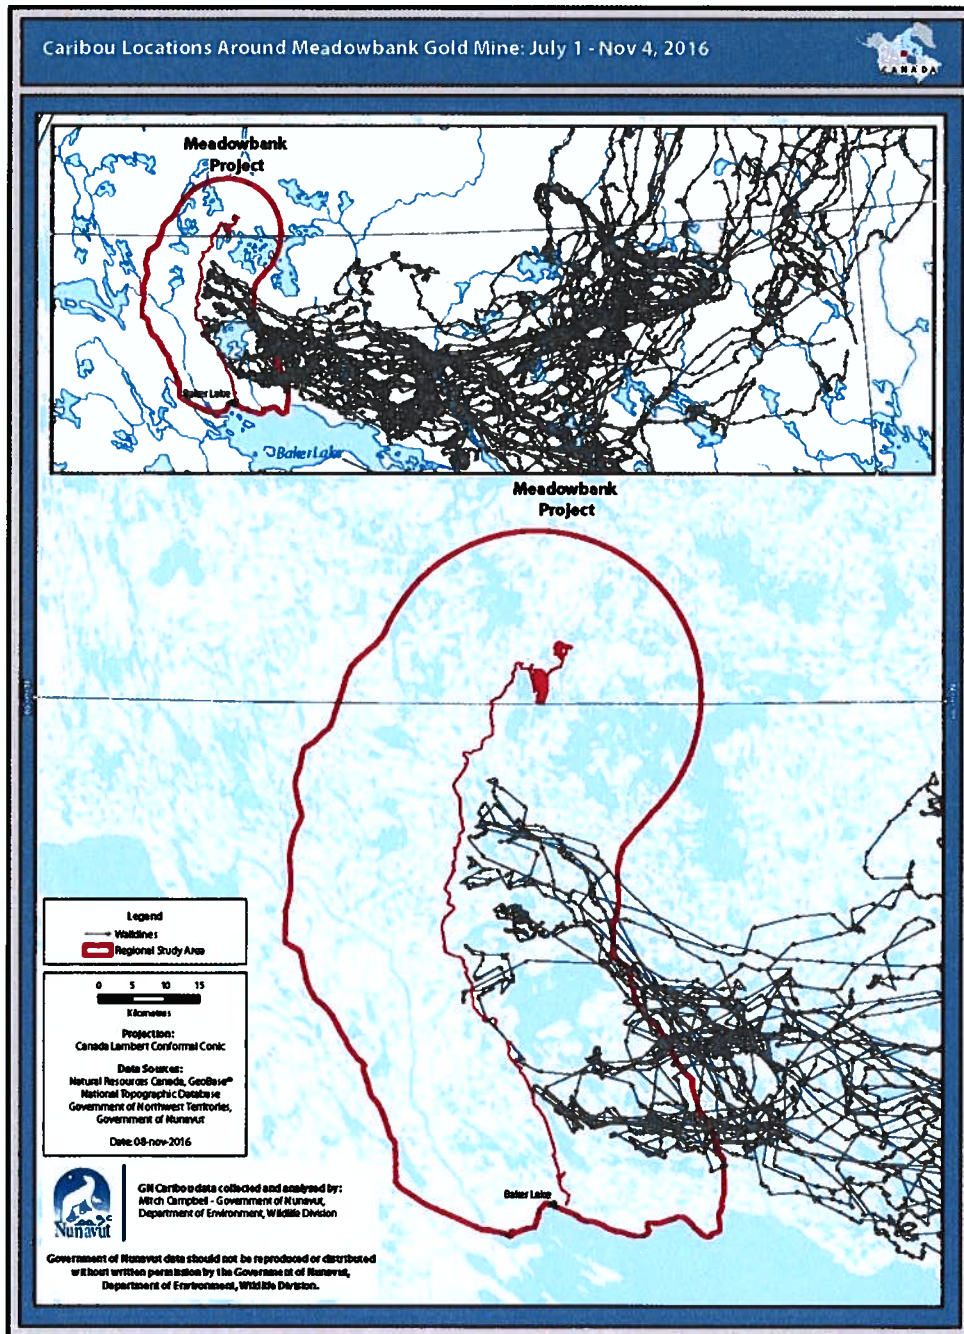 Caribou Locations Around Meadowbank Gold Mine: July 1 - Nov 4, 2016
CANADA
Meadowbank
Project
Baker Lake
Baker Lake
Meadowbank
Project
Legend
Walklines
Regional Study Area
0 5 10 15
Kilometres
Projection:
Canada Lambert Conformal Conic
Data Sources:
Natural Resources Canada, GeoBase®
National Topographic Database
Government of Northwest Territories,
Government of Nunavut
Date: 08-nov-2016
Baker Lake
Nunavut
GN Caribou data collected and analysed by:
Mitch Campbell - Government of Nunavut,
Department of Environment, Wildlife Division
Government of Nunavut data should not be reproduced or distributed
without written permission by the Government of Nunavut,
Department of Environment, Wildlife Division.